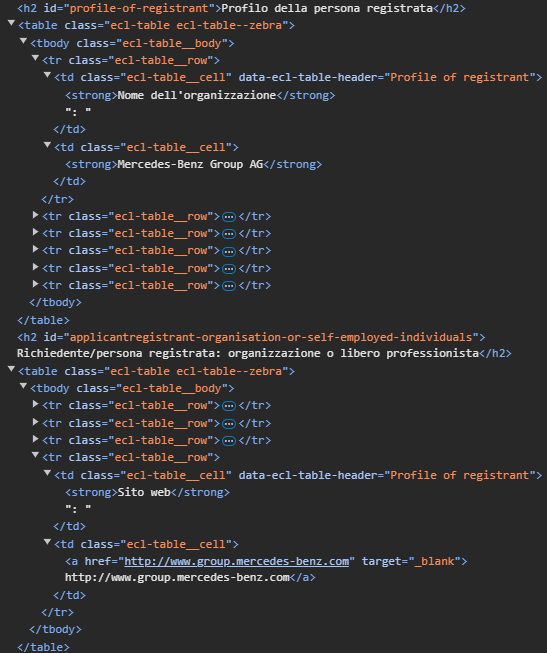 <h2 id="profile-of-registrant">Profilo della persona registrata</h2>
<table class="ecl-table ecl-table--zebra">
<tbody class="ecl-table__body">
<tr class="ecl-table__row">
<td class="ecl-table__cell" data-ecl-table-header="Profile of registrant">
<strong>Nome dell'organizzazione</strong>
": "
</td>
<td class="ecl-table__cell">
<strong>Mercedes-Benz Group AG</strong>
</td>
</tr>
<tr class="ecl-table__row">…</tr>
<tr class="ecl-table__row">…</tr>
<tr class="ecl-table__row">…</tr>
<tr class="ecl-table__row">…</tr>
<tr class="ecl-table__row">…</tr>
</tbody>
</table>
<h2 id="applicantregistrant-organisation-or-self-employed-individuals">
Richiedente/persona registrata: organizzazione o libero professionista</h2>
<table class="ecl-table ecl-table--zebra">
<tbody class="ecl-table__body">
<tr class="ecl-table__row">…</tr>
<tr class="ecl-table__row">…</tr>
<tr class="ecl-table__row">…</tr>
<tr class="ecl-table__row">
<td class="ecl-table__cell" data-ecl-table-header="Profile of registrant">
<strong>Sito web</strong>
": "
</td>
<td class="ecl-table__cell">
<a href="http://www.group.mercedes-benz.com" target="_blank">
http://www.group.mercedes-benz.com</a>
</td>
</tr>
</tbody>
</table>